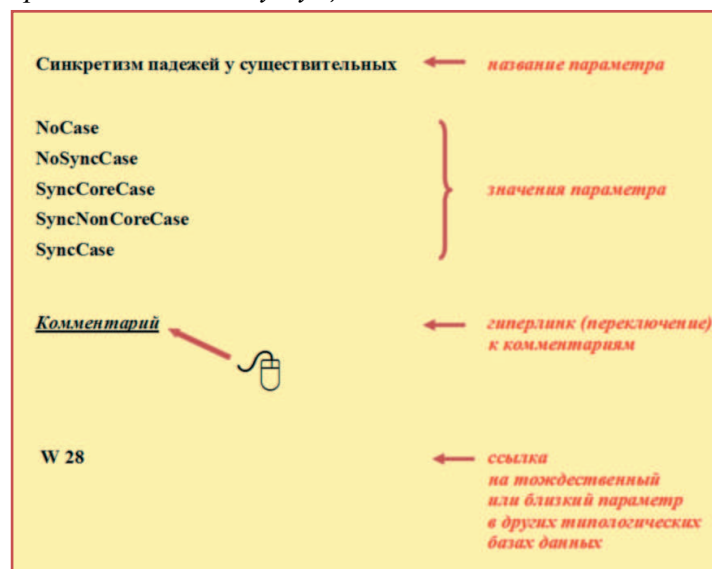 Синкретизм падежей у существительных название параметра
NoCase
NoSyncCase
SyncCoreCase значения параметра
SyncNonCoreCase
SyncCase
Комментарий гиперлинк (переключение)
к комментариям
W 28 ссылка
на тождественный
или близкий параметр
в других типологических
базах данных